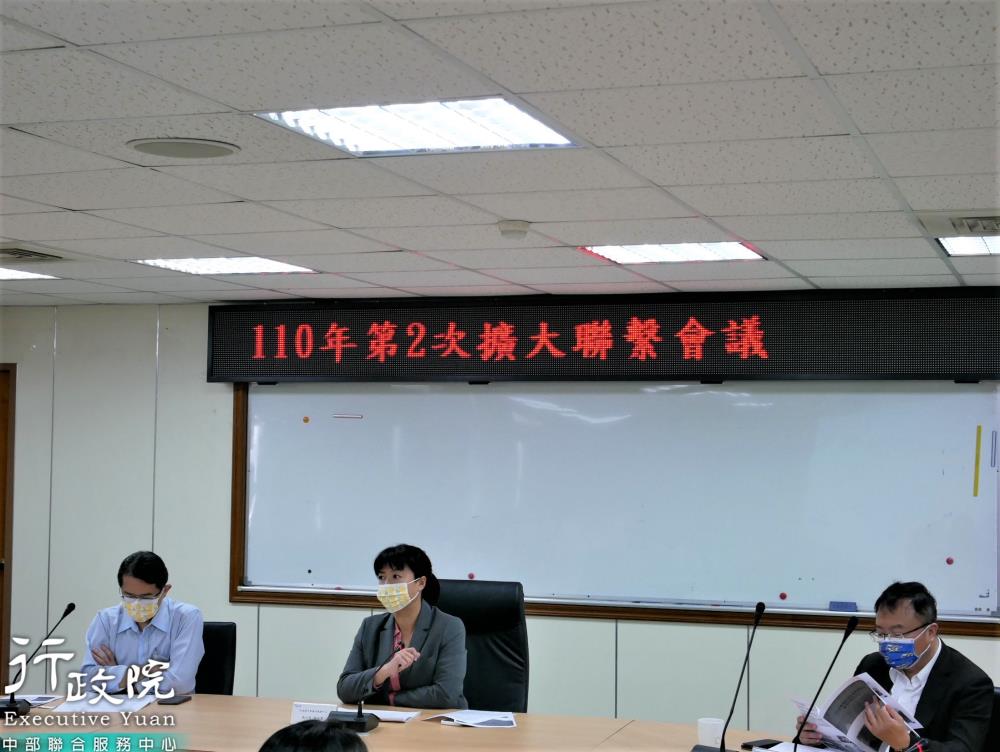 110年第2次擴大聯繫會議
行政院
Executive Yuan
中部聯合服務中心